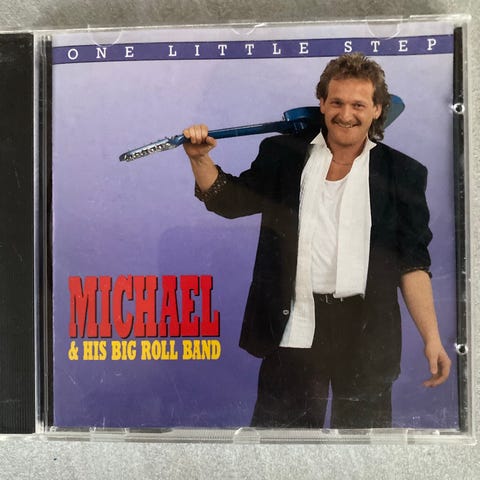 ONE LITTLE STEP
MICHAEL
& HIS BIG ROLL BAND